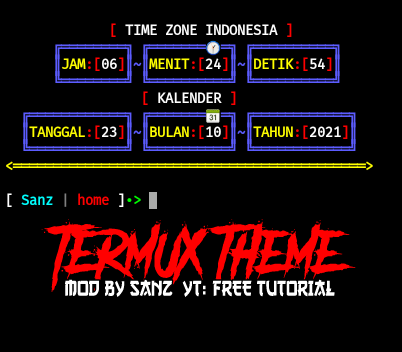 [ TIME ZONE INDONESIA ]
JAM:[06]~MENIT:[24]~DETIK:[54]
[ KALENDER ]
31
TANGGAL:[23]~BULAN:[10]~TAHUN:[2021]
[ Sanz | home ]•>
TERMUX THEME
MOD BY SANZ YT: FREE TUTORIAL